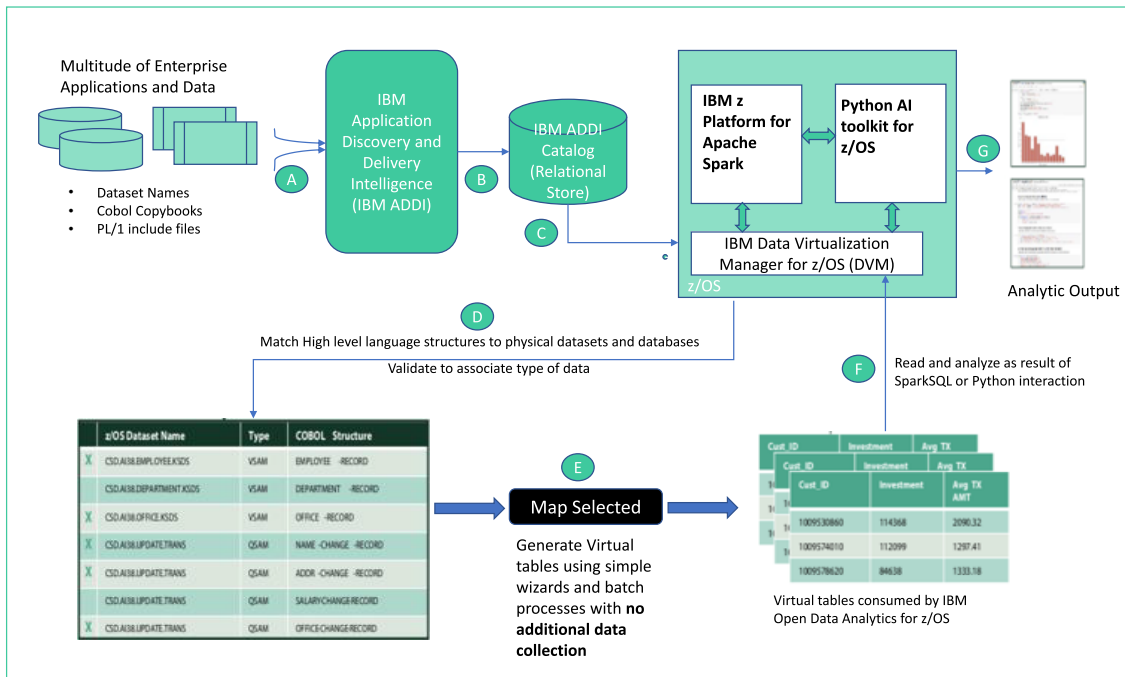 Multitude of Enterprise
Applications and Data
• Dataset Names
• Cobol Copybooks
• PL/1 include files
A
IBM
Application
Discovery and
Delivery
Intelligence
(IBM ADDI)
B
IBM ADDI
Catalog
(Relational
Store)
C
e
IBM z
Platform for
Apache
Spark
Python AI
toolkit for
z/OS
IBM Data Virtualization
Manager for z/OS (DVM)
z/OS
G
Analytic Output
D
Match High level language structures to physical datasets and databases
Validate to associate type of data
F
Read and analyze as result of
SparkSQL or Python interaction
z/OS Dataset Name Type COBOL Structure
X CSD.AI38.EMPLOYEE.KSDS VSAM EMPLOYEE -RECORD
CSD.AI38.DEPARTMENT.KSDS VSAM DEPARTMENT -RECORD
X CSD.AI38.OFFICE.KSDS VSAM OFFICE -RECORD
X CSD.AI38.UPDATE.TRANS QSAM NAME -CHANGE -RECORD
X CSD.AI38.UPDATE.TRANS QSAM ADDR -CHANGE -RECORD
CSD.AI38.UPDATE.TRANS QSAM SALARY-CHANGE-RECORD
X CSD.AI38.UPDATE.TRANS QSAM OFFICE-CHANGE-RECORD
E
Map Selected
Generate Virtual
tables using simple
wizards and batch
processes with no
additional data
collection
Cust_ID Investment Avg TX
Cust_ID Investment Avg TX
Cust_ID Investment Avg TX
AMT
1009530860 114368 2090.32
1009574010 112099 1297.41
1009578620 84638 1333.18
Virtual tables consumed by IBM
Open Data Analytics for z/OS